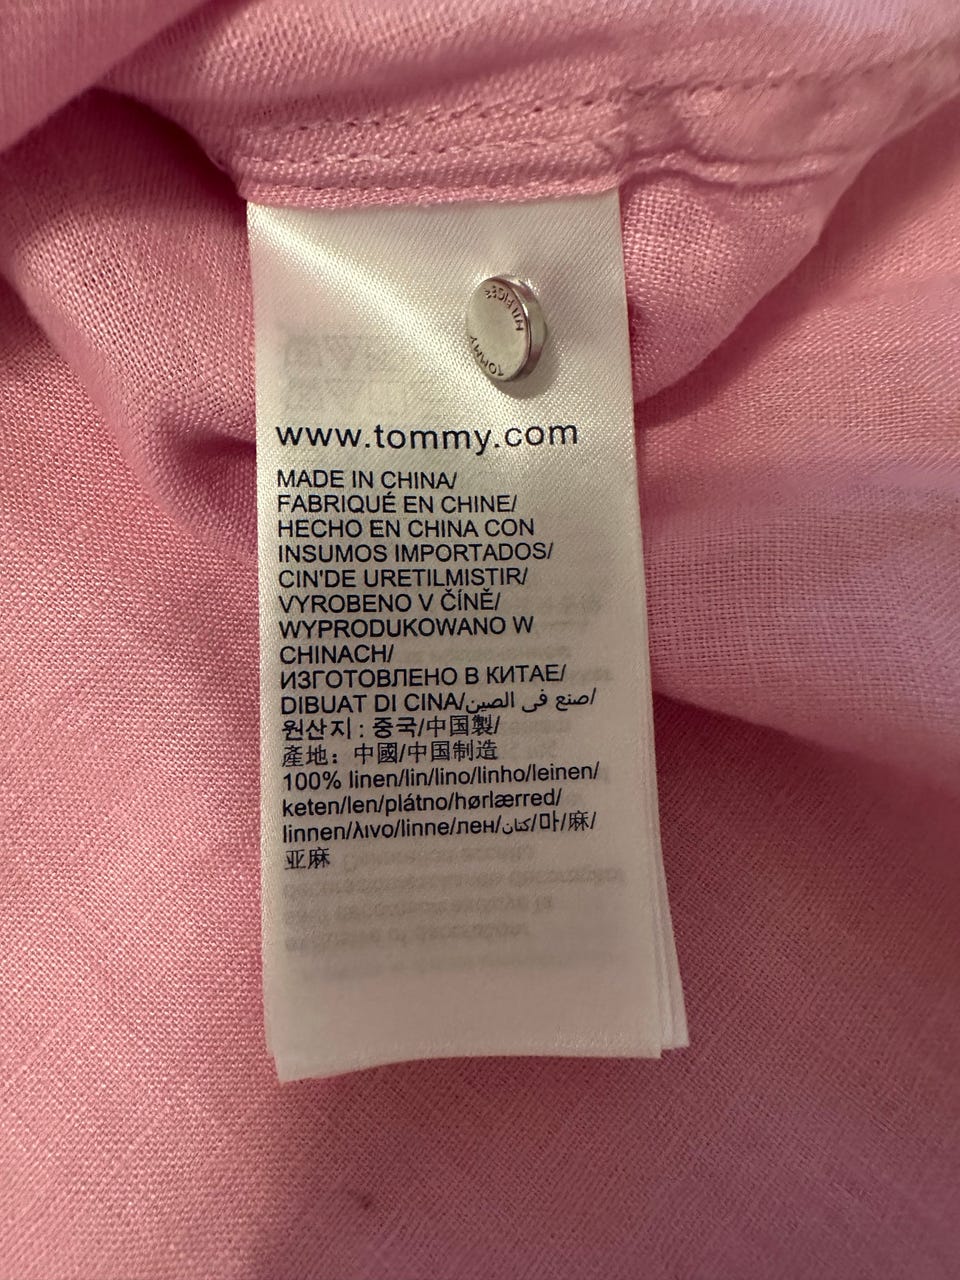 TOMMY HILFIGER
www.tommy.com
MADE IN CHINA/
FABRIQUÉ EN CHINE/
HECHO EN CHINA CON
INSUMOS IMPORTADOS/
CIN'DE URETILMISTIR/
VYROBENO V ČÍNĚ/
WYPRODUKOWANO W
CHINACH/
ИЗГОТОВЛЕНО В КИТАЕ/
DIBUAT DI CINA/صنع في الصين/
원산지 : 중국/中国製/
產地：中國/中国制造
100% linen/lin/lino/linho/leinen/
keten/len/plátno/hørlærred/
linnen/λινο/linne/лен/كتان/마/麻/
亚麻